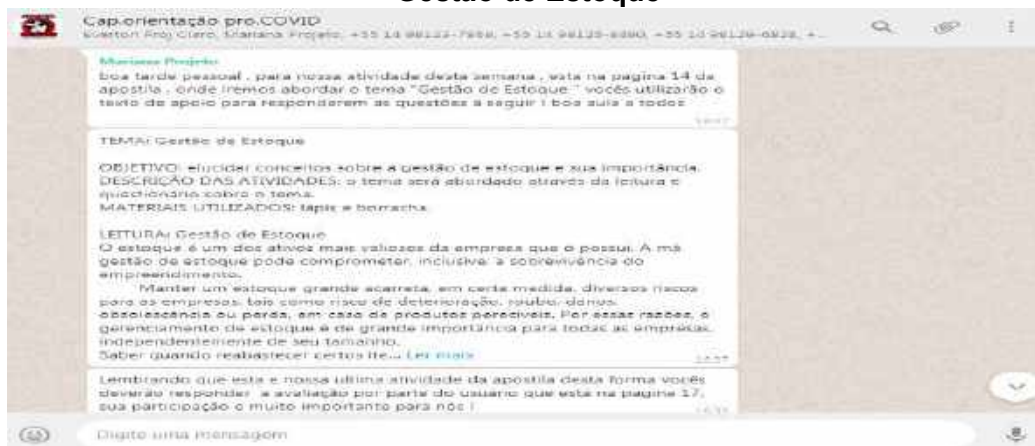 Gestão de Estoque
Cap.orientação pro.COVID
Everton Proj Claro, Mariana Projeto,
Mariana Projeto
boa tarde pessoal , para nossa atividade desta semana , esta na pagina 14 da
apostila , onde iremos abordar o tema "Gestão de Estoque " vocês utilizarão o
texto de apoio para responderem as questões a seguir ! boa aula a todos
TEMA: Gestão de Estoque
OBJETIVO: elucidar conceitos sobre a gestão de estoque e sua importância.
DESCRIÇÃO DAS ATIVIDADES: o tema será abordado através da leitura e
questionário sobre o tema.
MATERIAIS UTILIZADOS: lápis e borracha
LEITURA: Gestão de Estoque
O estoque é um dos ativos mais valiosos da empresa que o possui. A má
gestão de estoque pode comprometer, inclusive, a sobrevivência do
empreendimento.
Manter um estoque grande acarreta, em certa medida, diversos riscos
para as empresas, tais como risco de deterioração, roubo, danos,
obsolescência ou perda, em caso de produtos perecíveis. Por essas razões, o
gerenciamento de estoque é de grande importância para todas as empresas,
independentemente de seu tamanho.
Saber quando reabastecer certos ite... Ler mais
Lembrando que esta e nossa ultima atividade da apostila desta forma vocês
deverão responder a avaliação por parte do usuario que esta na pagina 17,
sua participação e muito importante para nós !
Digite uma mensagem